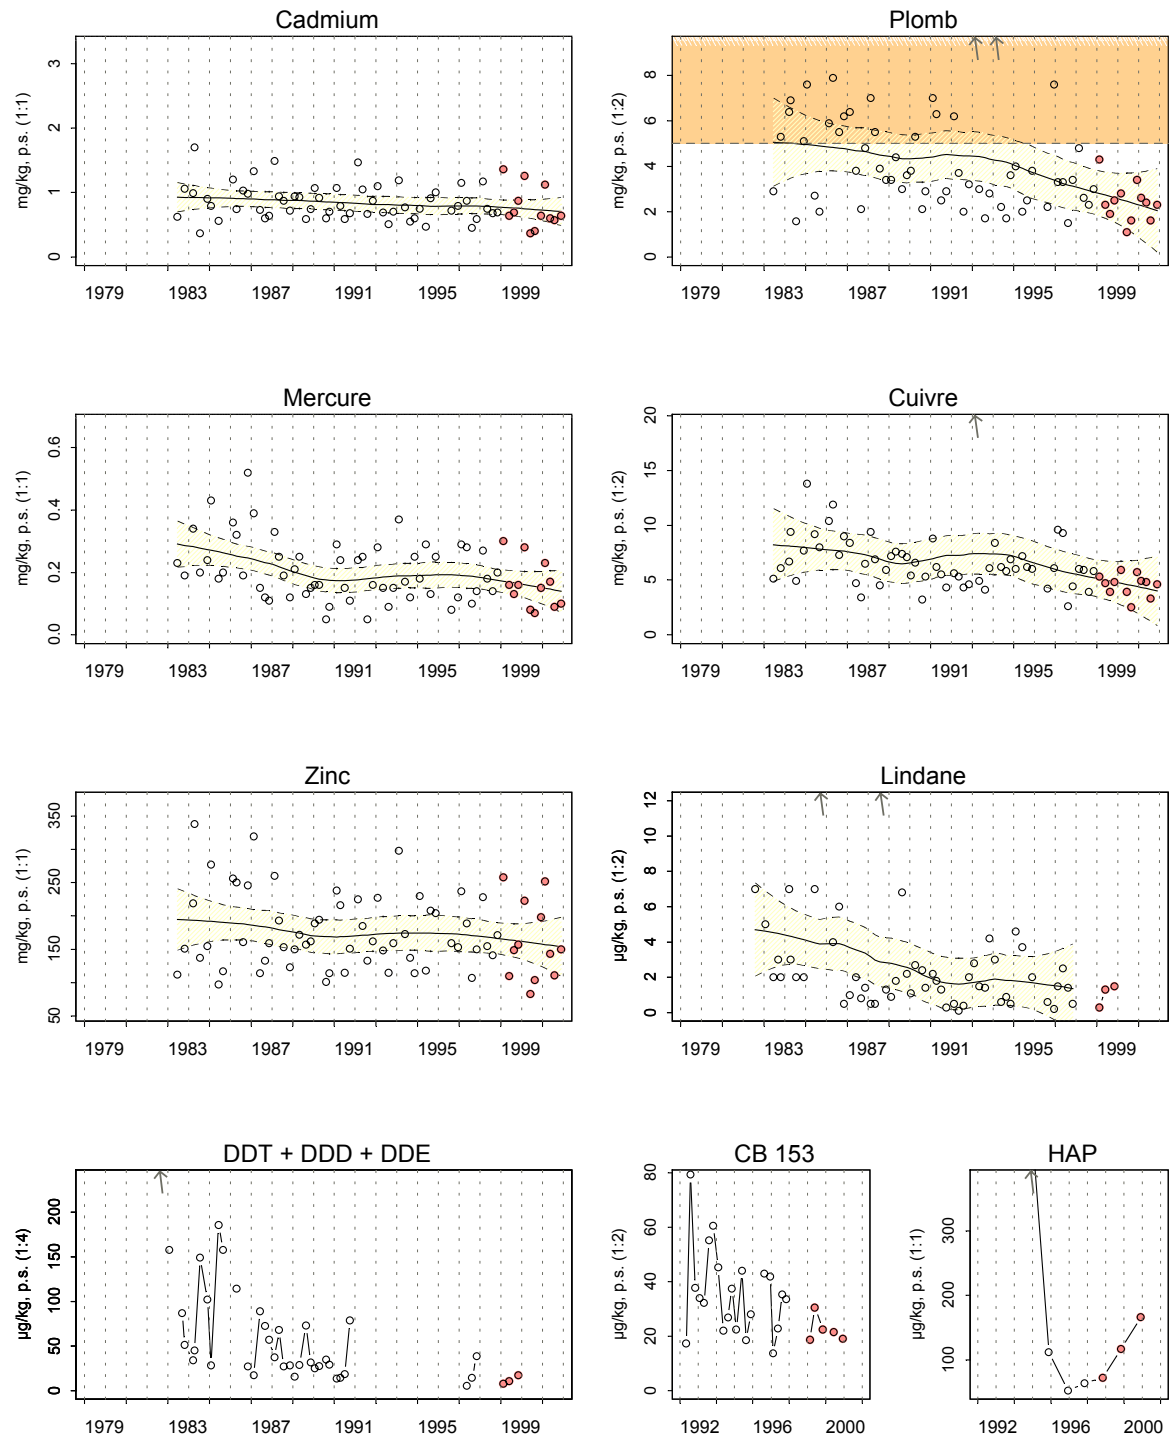 Cadmium
mg/kg, p.s. (1:1)
3
2
1
0
1979 1983 1987 1991 1995 1999
Plomb
mg/kg, p.s. (1:2)
8
6
4
2
0
1979 1983 1987 1991 1995 1999
Mercure
mg/kg, p.s. (1:1)
0.6
0.4
0.2
0.0
1979 1983 1987 1991 1995 1999
Cuivre
mg/kg, p.s. (1:2)
20
15
10
5
0
1979 1983 1987 1991 1995 1999
Zinc
mg/kg, p.s. (1:1)
350
250
150
50
1979 1983 1987 1991 1995 1999
Lindane
µg/kg, p.s. (1:2)
12
10
8
6
4
2
0
1979 1983 1987 1991 1995 1999
DDT + DDD + DDE
µg/kg, p.s. (1:4)
200
150
100
50
0
1979 1983 1987 1991 1995 1999
CB 153
µg/kg, p.s. (1:2)
80
60
40
20
0
1992 1996 2000
HAP
µg/kg, p.s. (1:1)
300
200
100
1992 1996 2000